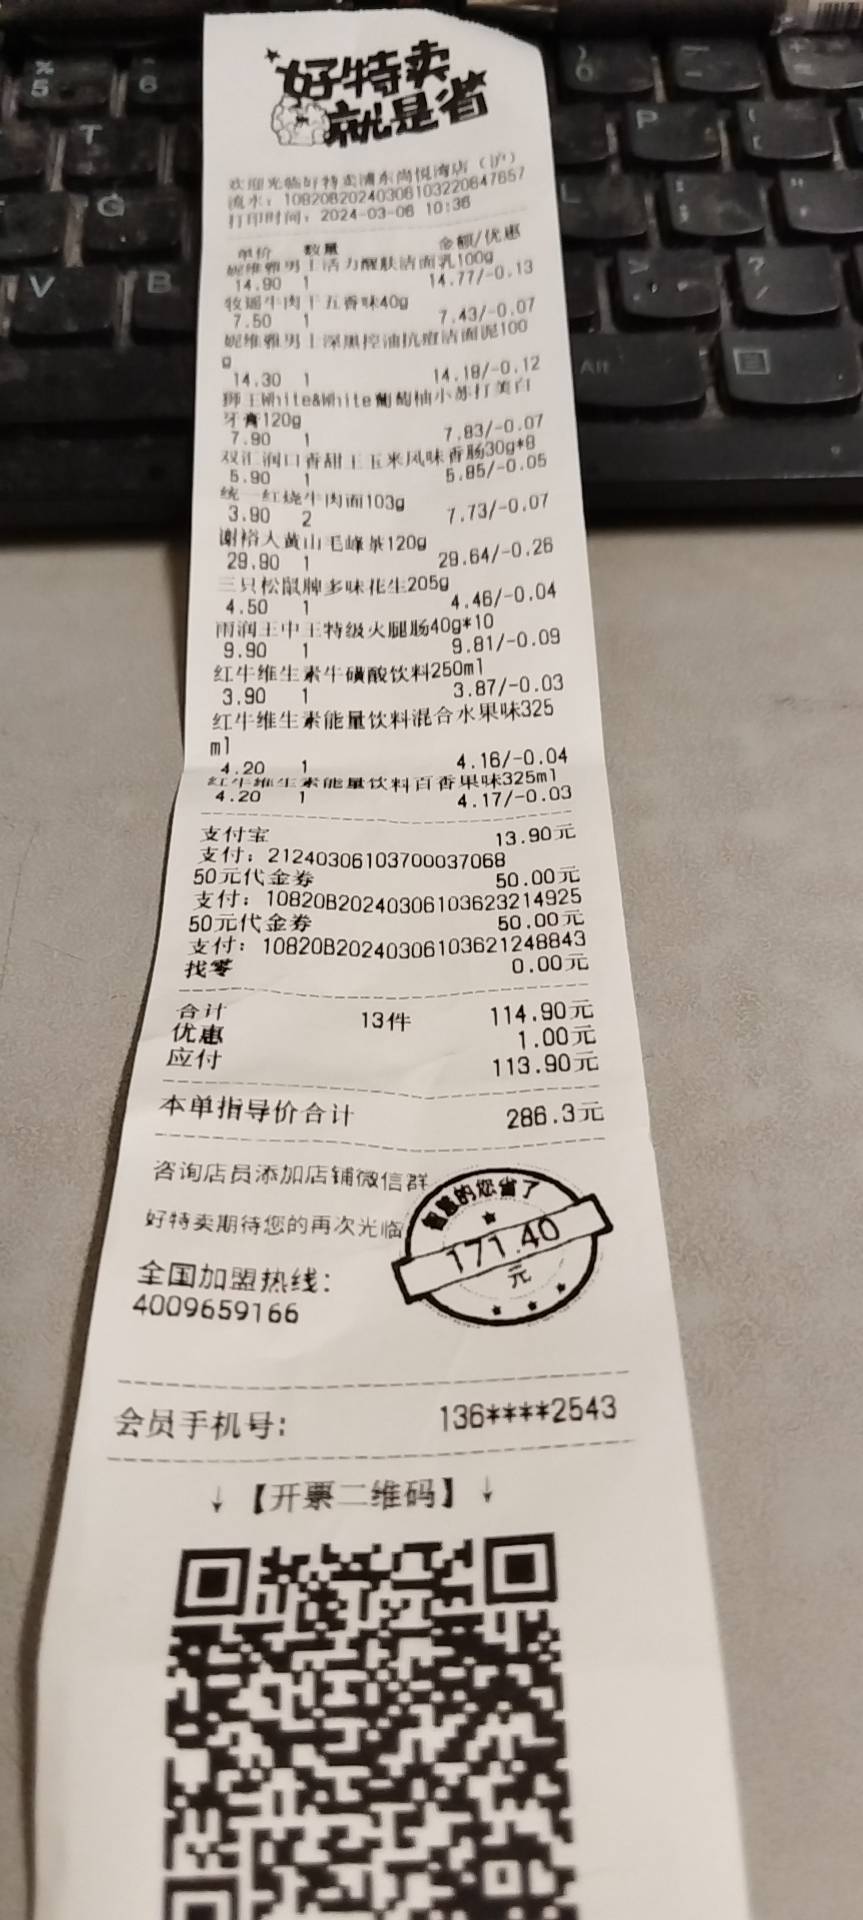 好特卖
就是省
欢迎光临好特卖浦东尚悦湾店（沪）
流水：10820B20240306103220647657
打印时间：2024-03-06 10:36
单价 数量 金额/优惠
妮维雅男士活力醒肤洁面乳100g
14.90 1 14.77/-0.13
牧遥牛肉干五香味40g
7.50 1 7.43/-0.07
妮维雅男士深黑控油抗痘洁面泥100
g
14.30 1 14.18/-0.12
狮王White&White葡萄柚小苏打美白
牙膏120g
7.90 1 7.83/-0.07
双汇润口香甜王玉米风味香肠30g*8
5.90 1 5.85/-0.05
统一红烧牛肉面103g
3.90 2 7.73/-0.07
谢裕大黄山毛峰茶120g
29.90 1 29.64/-0.26
三只松鼠牌多味花生205g
4.50 1 4.46/-0.04
雨润王中王特级火腿肠40g*10
9.90 1 9.81/-0.09
红牛维生素牛磺酸饮料250ml
3.90 1 3.87/-0.03
红牛维生素能量饮料混合水果味325
ml
4.20 1 4.16/-0.04
红牛维生素能量饮料百香果味325ml
4.20 1 4.17/-0.03
支付宝 13.90元
支付：21240306103700037068
50元代金券 50.00元
支付：10820B20240306103623214925
50元代金券 50.00元
支付：10820B20240306103621248843
找零 0.00元
合计 13件 114.90元
优惠 1.00元
应付 113.90元
本单指导价合计 286.3元
咨询店员添加店铺微信群
好特卖期待您的再次光临
智慧的您省了
171.40
元
全国加盟热线：
4009659166
会员手机号： 136****2543
↓【开票二维码】↓
%
5
6
T
G
V
B
)
0
P
L
Alt